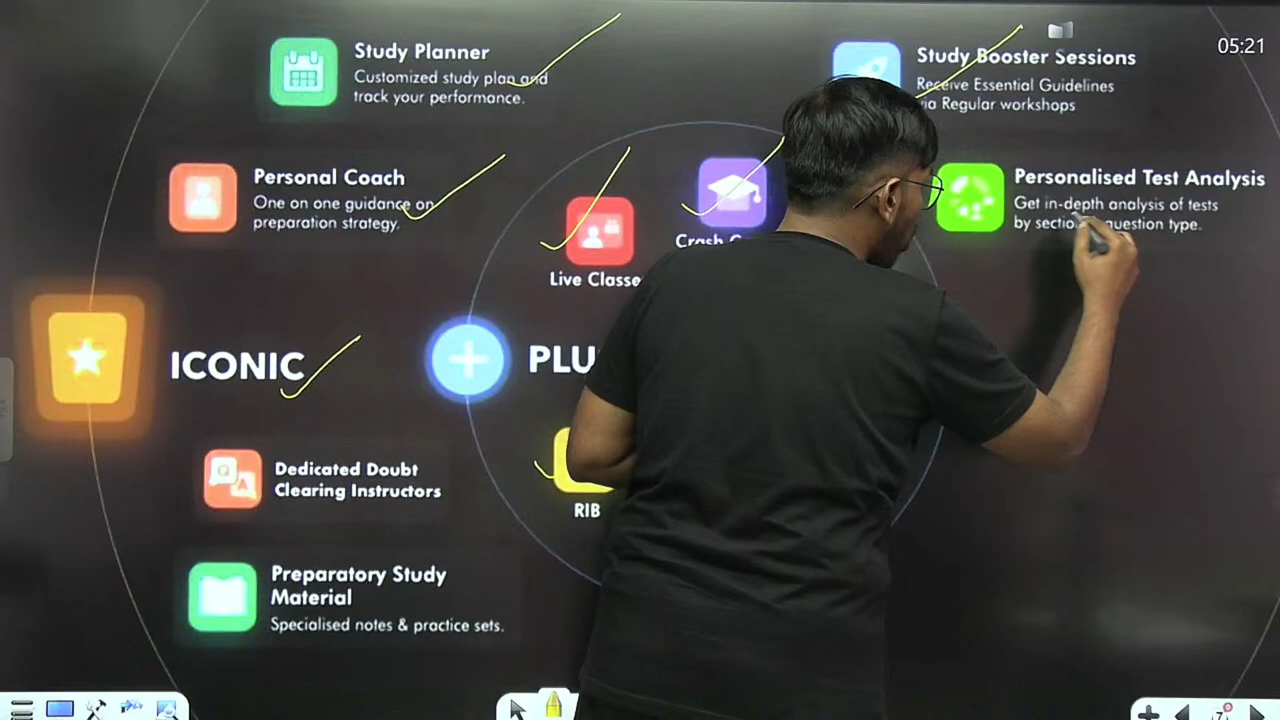 05:21
Study Planner
Customized study plan and
track your performance.
Study Booster Sessions
Receive Essential Guidelines
via Regular workshops
Personal Coach
One on one guidance on
preparation strategy.
Personalised Test Analysis
Get in-depth analysis of tests
by question type.
Crash
Live Classe
ICONIC
PLU
Dedicated Doubt
Clearing Instructors
Q
A
RIB
Preparatory Study
Material
Specialised notes & practice sets.